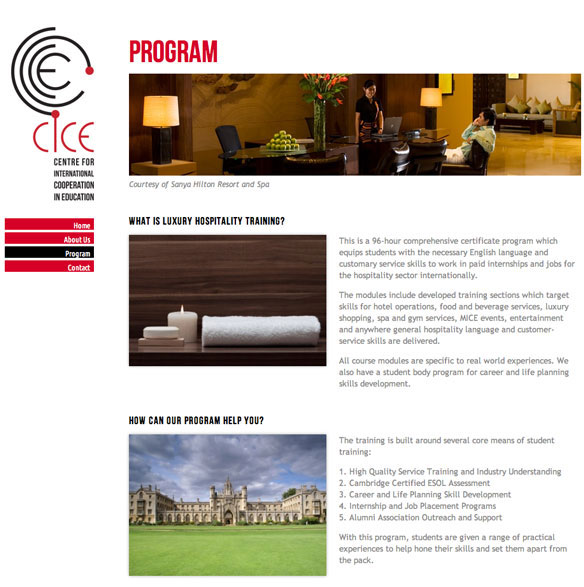 CICE
CENTRE FOR
INTERNATIONAL
COOPERATION
IN EDUCATION
Home
About Us
Program
Contact
PROGRAM
Courtesy of Sanya Hilton Resort and Spa
WHAT IS LUXURY HOSPITALITY TRAINING?
This is a 96-hour comprehensive certificate program which
equips students with the necessary English language and
customary service skills to work in paid internships and jobs for
the hospitality sector internationally.
The modules include developed training sections which target
skills for hotel operations, food and beverage services, luxury
shopping, spa and gym services, MICE events, entertainment
and anywhere general hospitality language and customer-
service skills are delivered.
All course modules are specific to real world experiences. We
also have a student body program for career and life planning
skills development.
HOW CAN OUR PROGRAM HELP YOU?
The training is built around several core means of student
training:
1. High Quality Service Training and Industry Understanding
2. Cambridge Certified ESOL Assessment
3. Career and Life Planning Skill Development
4. Internship and Job Placement Programs
5. Alumni Association Outreach and Support
With this program, students are given a range of practical
experiences to help hone their skills and set them apart from
the pack.